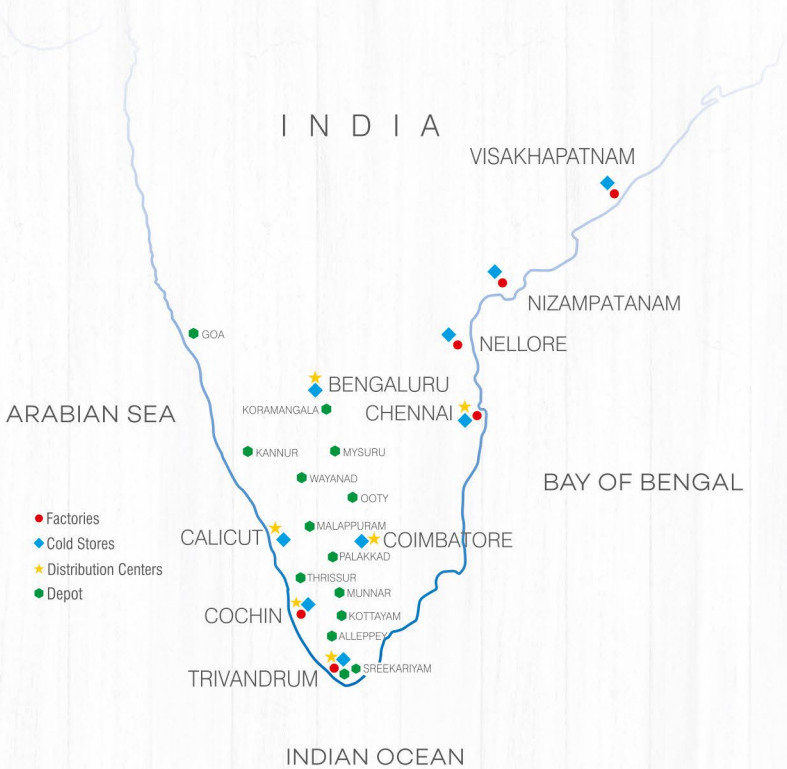 INDIA
VISAKHAPATNAM
NIZAMPATANAM
GOA
NELLORE
BENGALURU
KORAMANGALA
CHENNAI
ARABIAN SEA
KANNUR
MYSURU
WAYANAD
BAY OF BENGAL
OOTY
Factories
Cold Stores
Distribution Centers
Depot
MALAPPURAM
CALICUT
COIMBATORE
PALAKKAD
THRISSUR
MUNNAR
COCHIN
KOTTAYAM
ALLEPPEY
SREEKARIYAM
TRIVANDRUM
INDIAN OCEAN